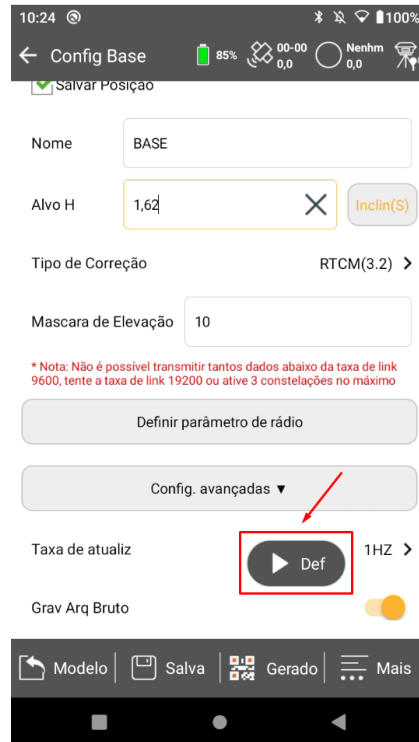 10:24 100%
Config Base 85% 00-00 Nenhm
0,0 0,0
Salvar Posição
Nome BASE
Alvo H 1,62 Inclin(S)
Tipo de Correção RTCM(3.2)
Mascara de Elevação 10
* Nota: Não é possível transmitir tantos dados abaixo da taxa de link
9600, tente a taxa de link 19200 ou ative 3 constelações no máximo
Definir parâmetro de rádio
Config. avançadas ▼
Taxa de atualiz Def 1HZ
Grav Arq Bruto
Modelo Salva Gerado Mais